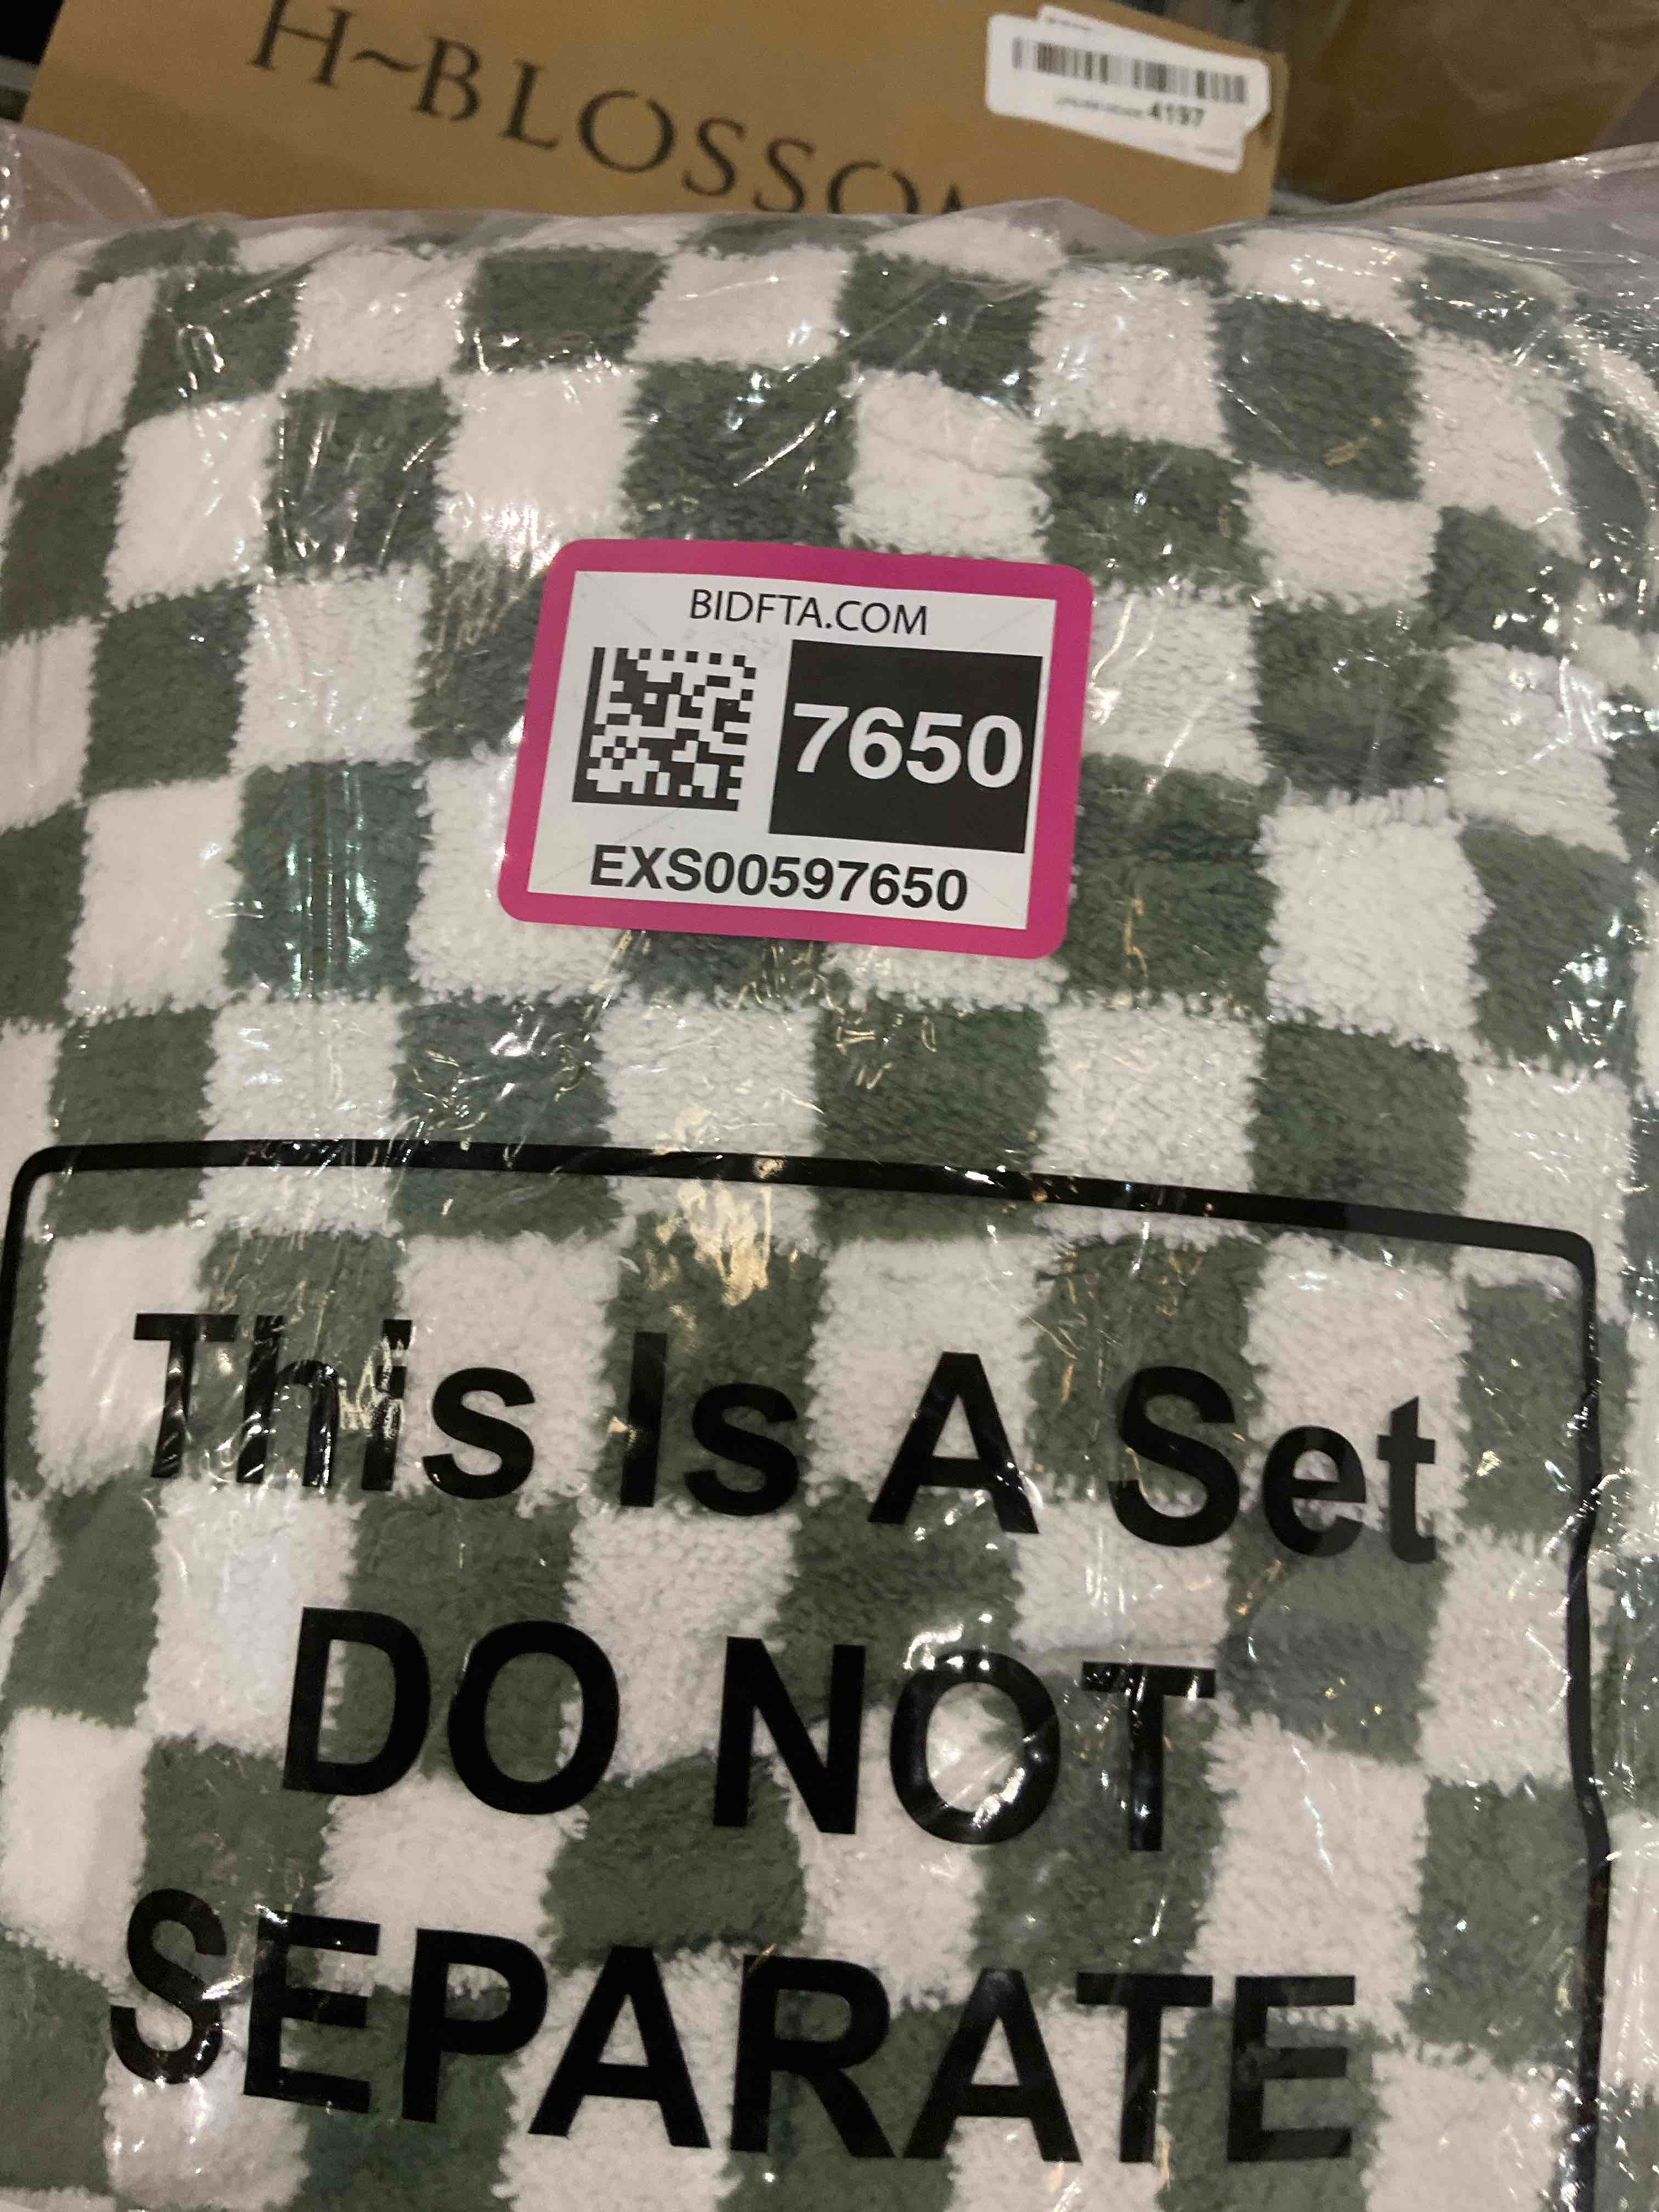 H~BLOSSOM
4197
BIDFTA.COM
7650
EXS00597650
This Is A Set
DO NOT
SEPARATE